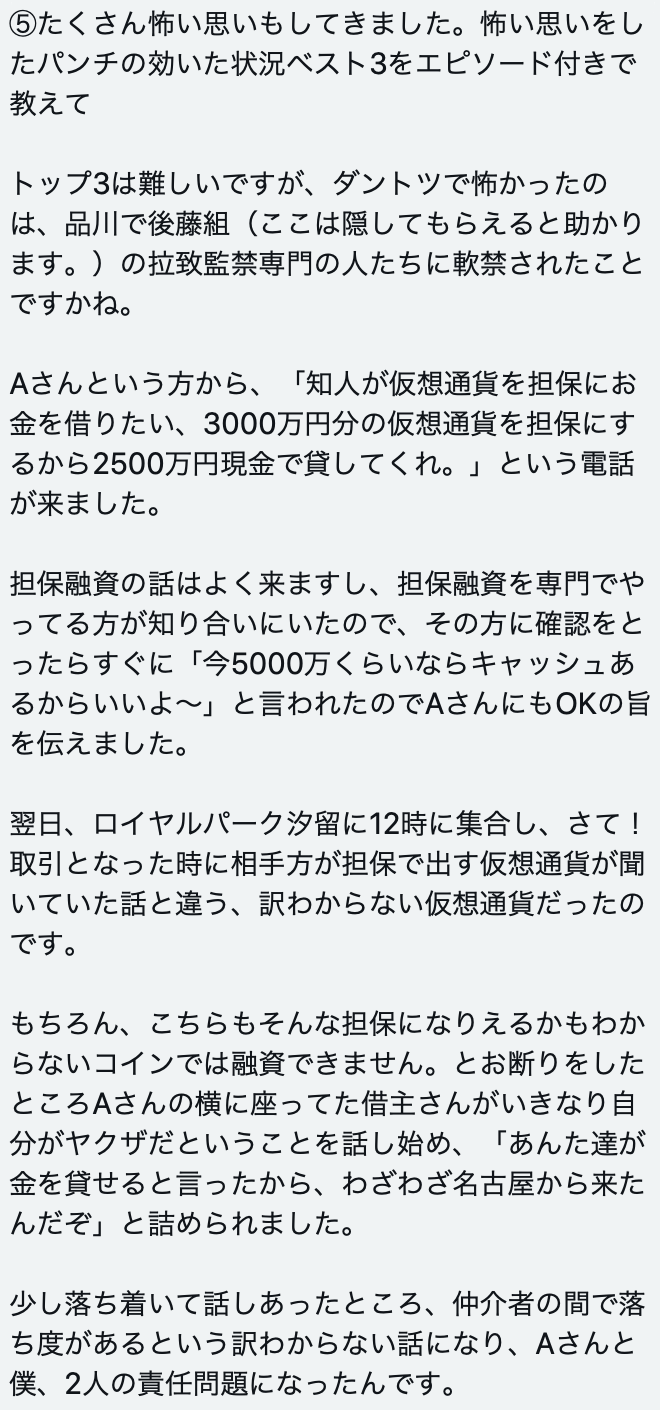 ⑤たくさん怖い思いもしてきました。怖い思いをし
たパンチの効いた状況ベスト3をエピソード付きで
教えて
トップ3は難しいですが、ダントツで怖かったの
は、品川で後藤組（ここは隠してもらえると助かり
ます。）の拉致監禁専門の人たちに軟禁されたこと
ですかね。
Aさんという方から、「知人が仮想通貨を担保にお
金を借りたい、3000万円分の仮想通貨を担保にす
るから2500万円現金で貸してくれ。」という電話
が来ました。
担保融資の話はよく来ますし、担保融資を専門でや
ってる方が知り合いにいたので、その方に確認をと
ったらすぐに「今5000万くらいならキャッシュあ
るからいいよ〜」と言われたのでAさんにもOKの旨
を伝えました。
翌日、ロイヤルパーク汐留に12時に集合し、さて！
取引となった時に相手方が担保で出す仮想通貨が聞
いていた話と違う、訳わからない仮想通貨だったの
です。
もちろん、こちらもそんな担保になりえるかもわか
らないコインでは融資できません。とお断りをした
ところAさんの横に座ってた借主さんがいきなり自
分がヤクザだということを話し始め、「あんた達が
金を貸せると言ったから、わざわざ名古屋から来た
んだぞ」と詰められました。
少し落ち着いて話しあったところ、仲介者の間で落
ち度があるという訳わからない話になり、Aさんと
僕、2人の責任問題になったんです。